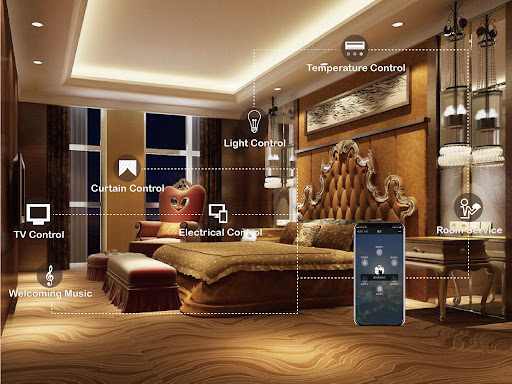 Temperature Control
Light Control
Curtain Control
TV Control
Electrical Control
Room Service
Welcoming Music